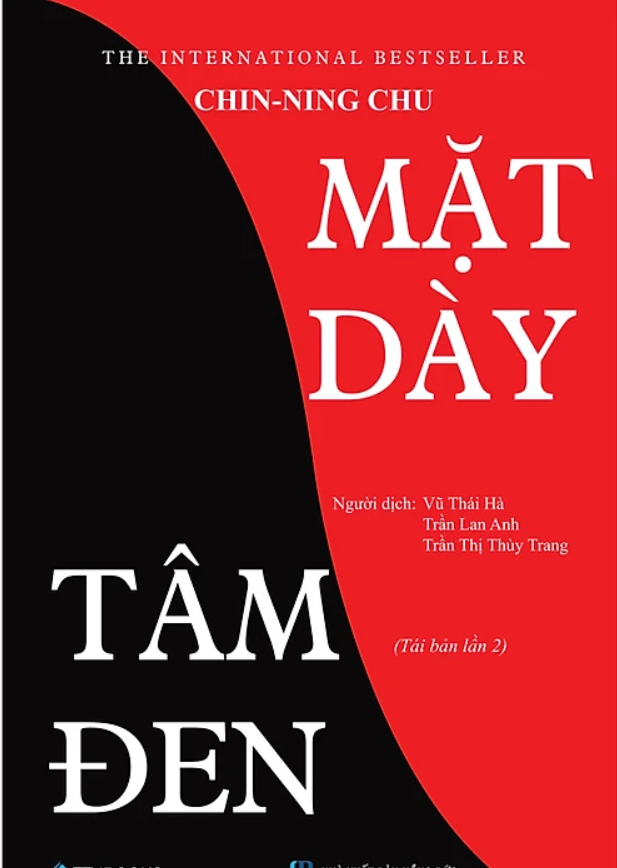 THE INTERNATIONAL BESTSELLER
CHIN-NING CHU
MẶT
DÀY
Người dịch: Vũ Thái Hà
Trần Lan Anh
Trần Thị Thùy Trang
TÂM
(Tái bản lần 2)
ĐEN